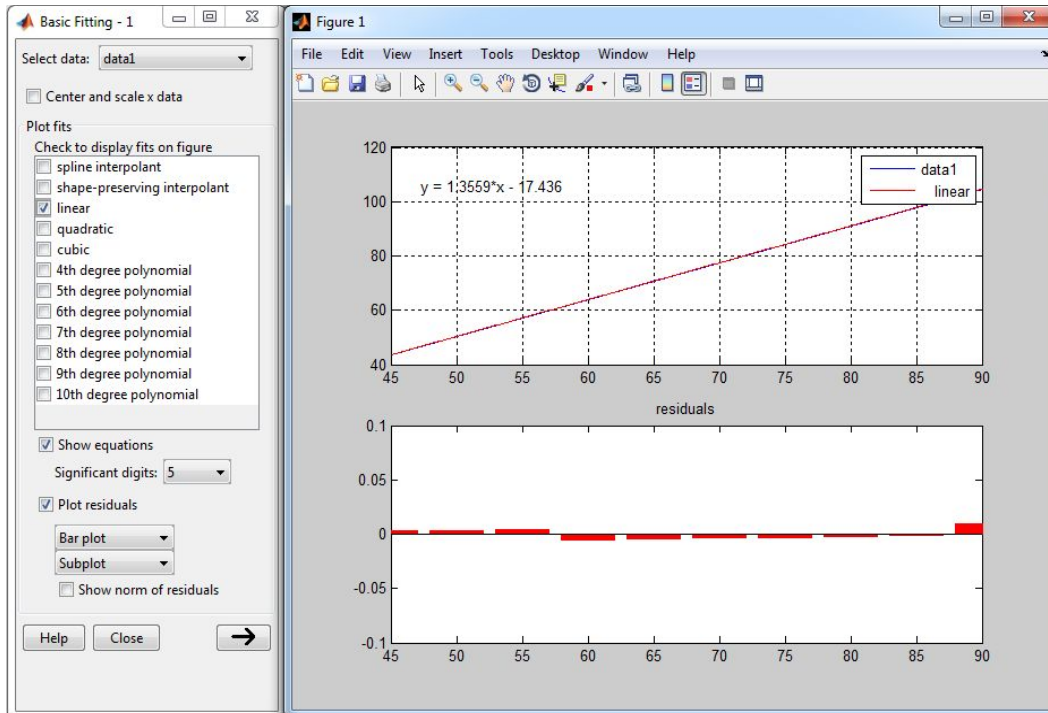 Basic Fitting - 1
Select data: data1
Center and scale x data
Plot fits
Check to display fits on figure
spline interpolant
shape-preserving interpolant
linear
quadratic
cubic
4th degree polynomial
5th degree polynomial
6th degree polynomial
7th degree polynomial
8th degree polynomial
9th degree polynomial
10th degree polynomial
Show equations
Significant digits: 5
Plot residuals
Bar plot
Subplot
Show norm of residuals
Help Close
Figure 1
File Edit View Insert Tools Desktop Window Help
120
100
80
60
40
y = 1.3559*x - 17.436
data1
linear
45 50 55 60 65 70 75 80 85 90
residuals
0.1
0.05
0
-0.05
-0.1
45 50 55 60 65 70 75 80 85 90